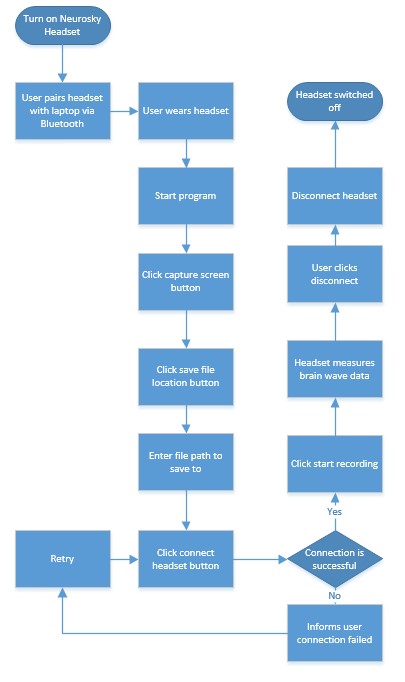 Turn on Neurosky
Headset
User pairs headset
with laptop via
Bluetooth
User wears headset
Start program
Click capture screen
button
Click save file
location button
Enter file path to
save to
Click connect
headset button
Retry
Connection is
successful
No
Informs user
connection failed
Yes
Click start recording
Headset measures
brain wave data
User clicks
disconnect
Disconnect headset
Headset switched
off